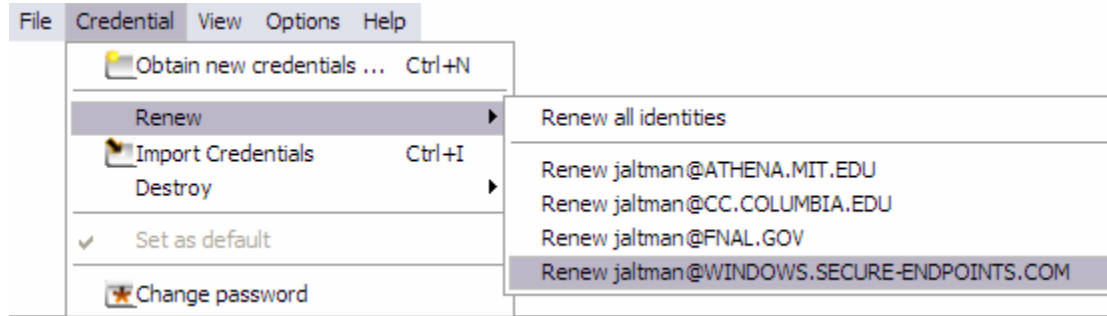 File Credential View Options Help
Obtain new credentials ... Ctrl+N
Renew
Import Credentials Ctrl+I
Destroy
Set as default
Change password
Renew all identities
Renew jaltman@ATHENA.MIT.EDU
Renew jaltman@CC.COLUMBIA.EDU
Renew jaltman@FNAL.GOV
Renew jaltman@WINDOWS.SECURE-ENDPOINTS.COM